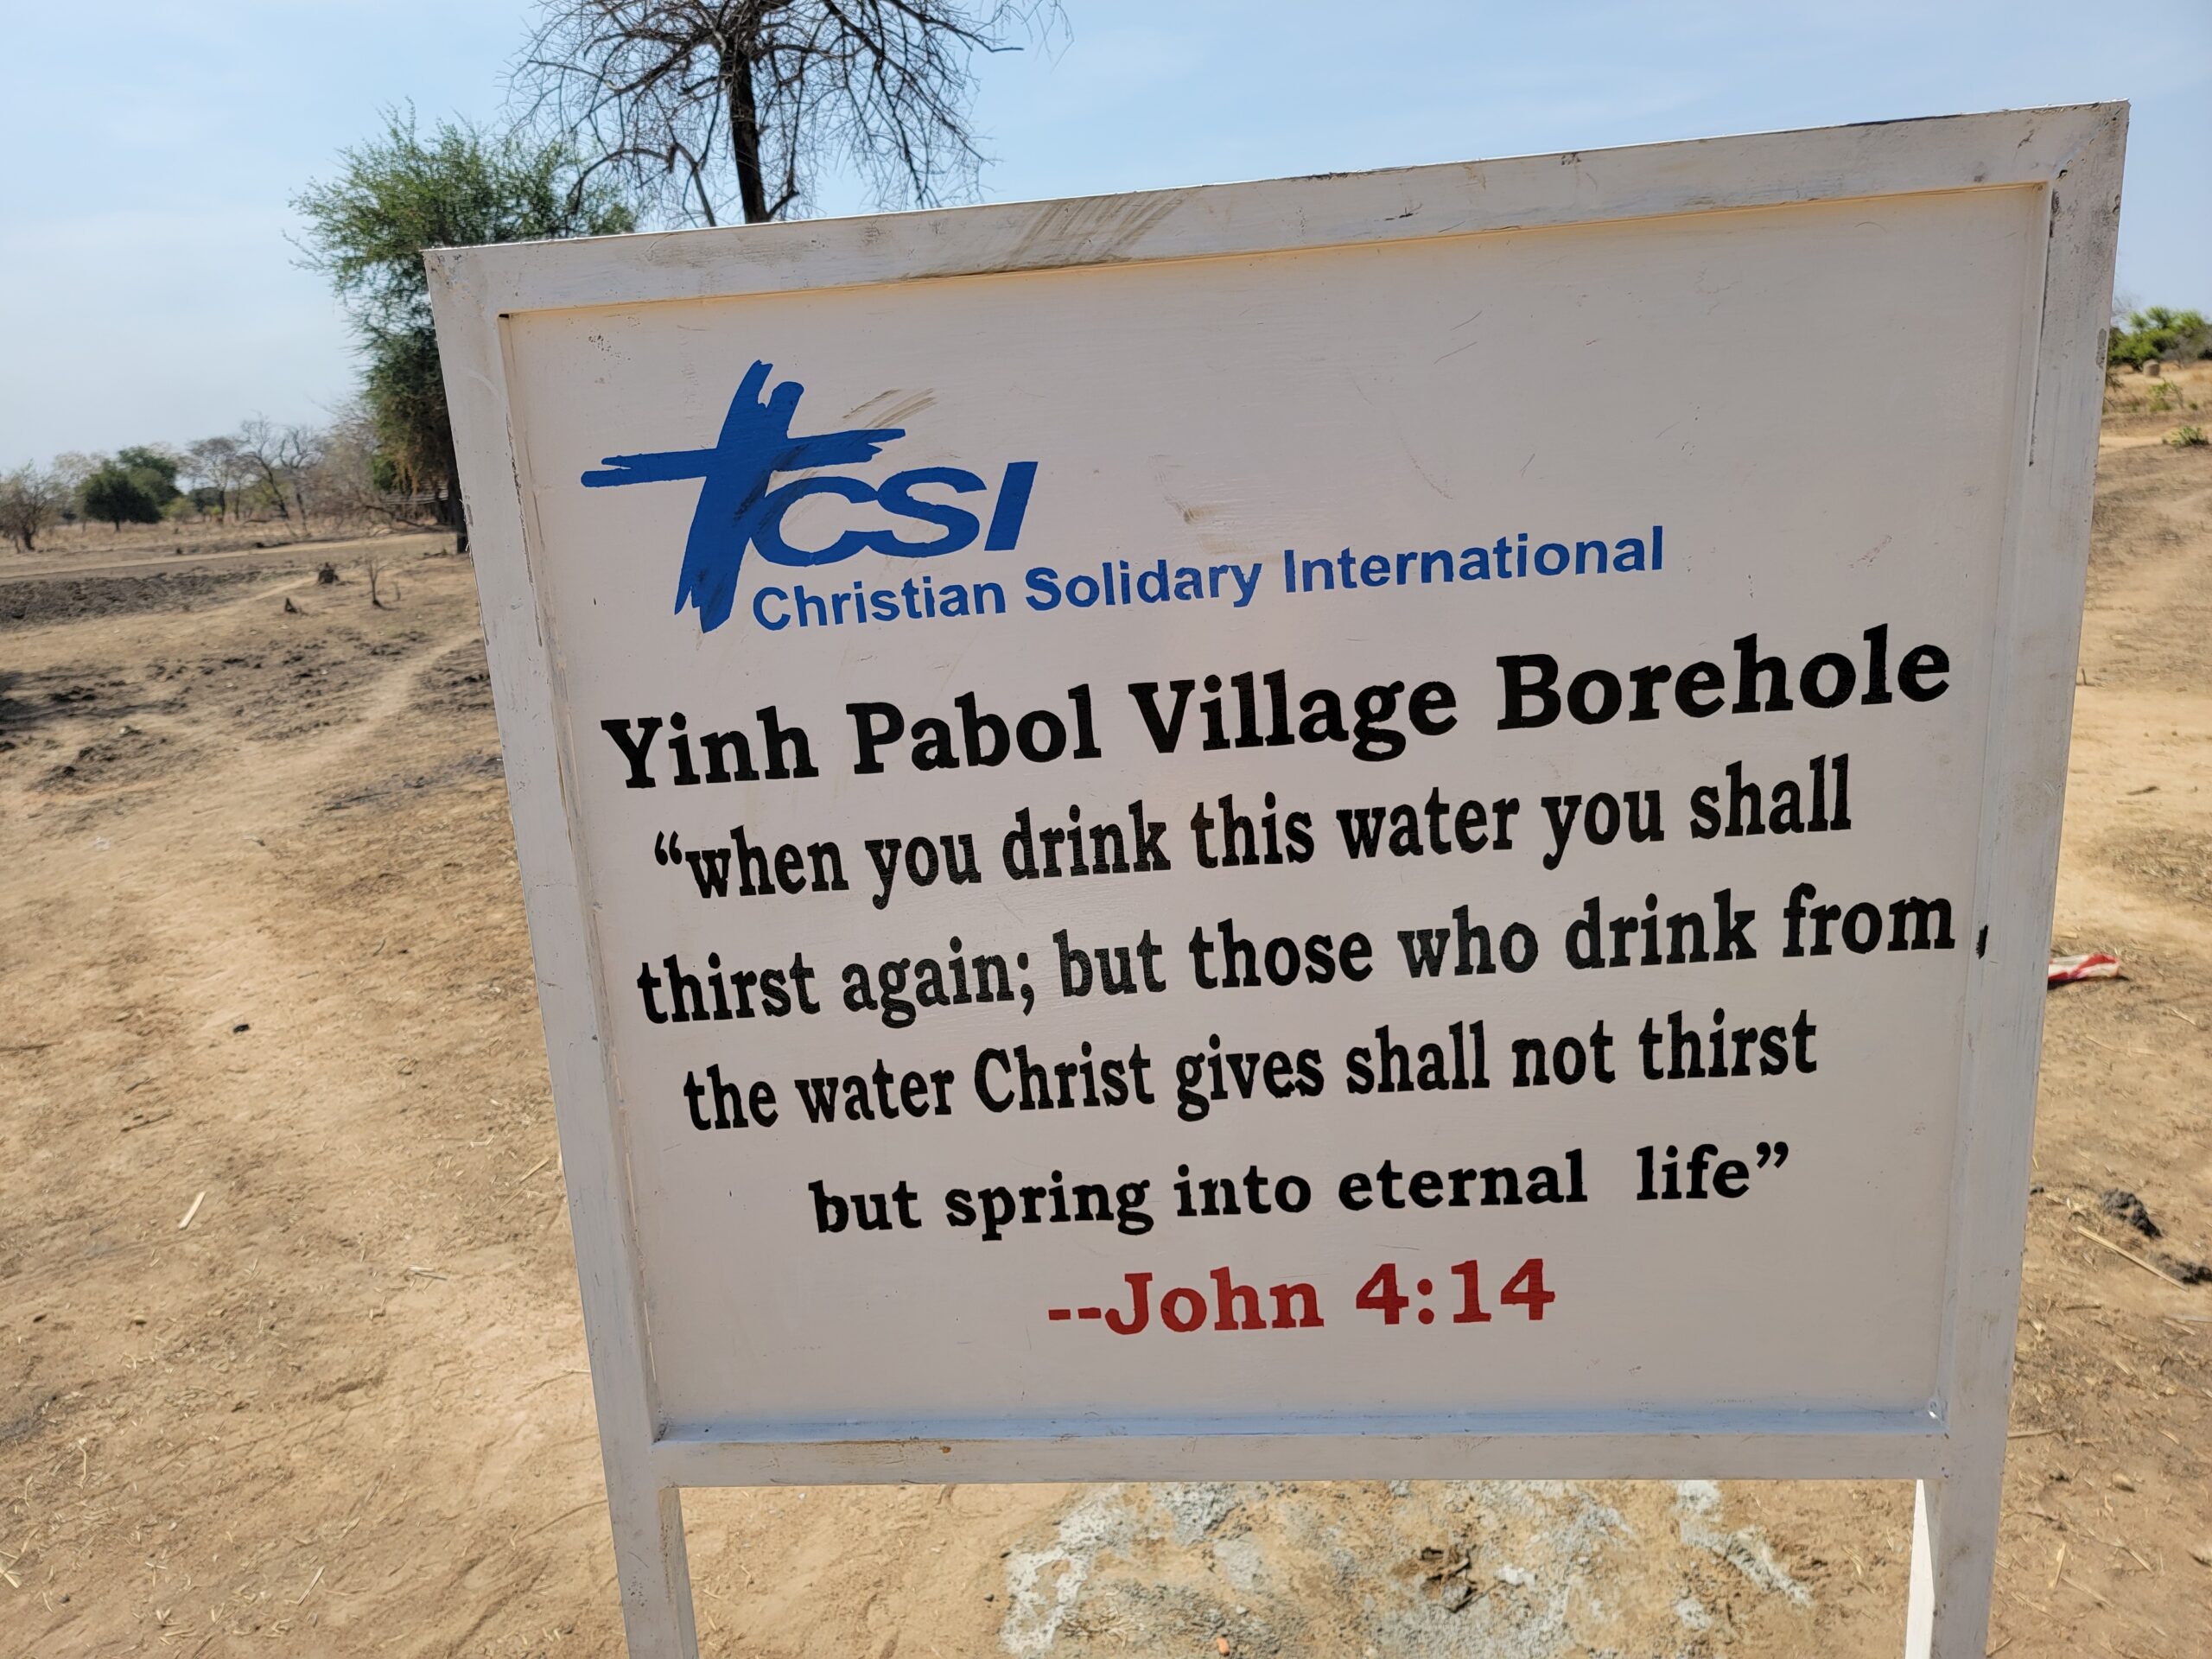 CSI
Christian Solidary International
Yinh Pabol Village Borehole
“when you drink this water you shall
thirst again; but those who drink from
the water Christ gives shall not thirst
but spring into eternal life”
--John 4:14